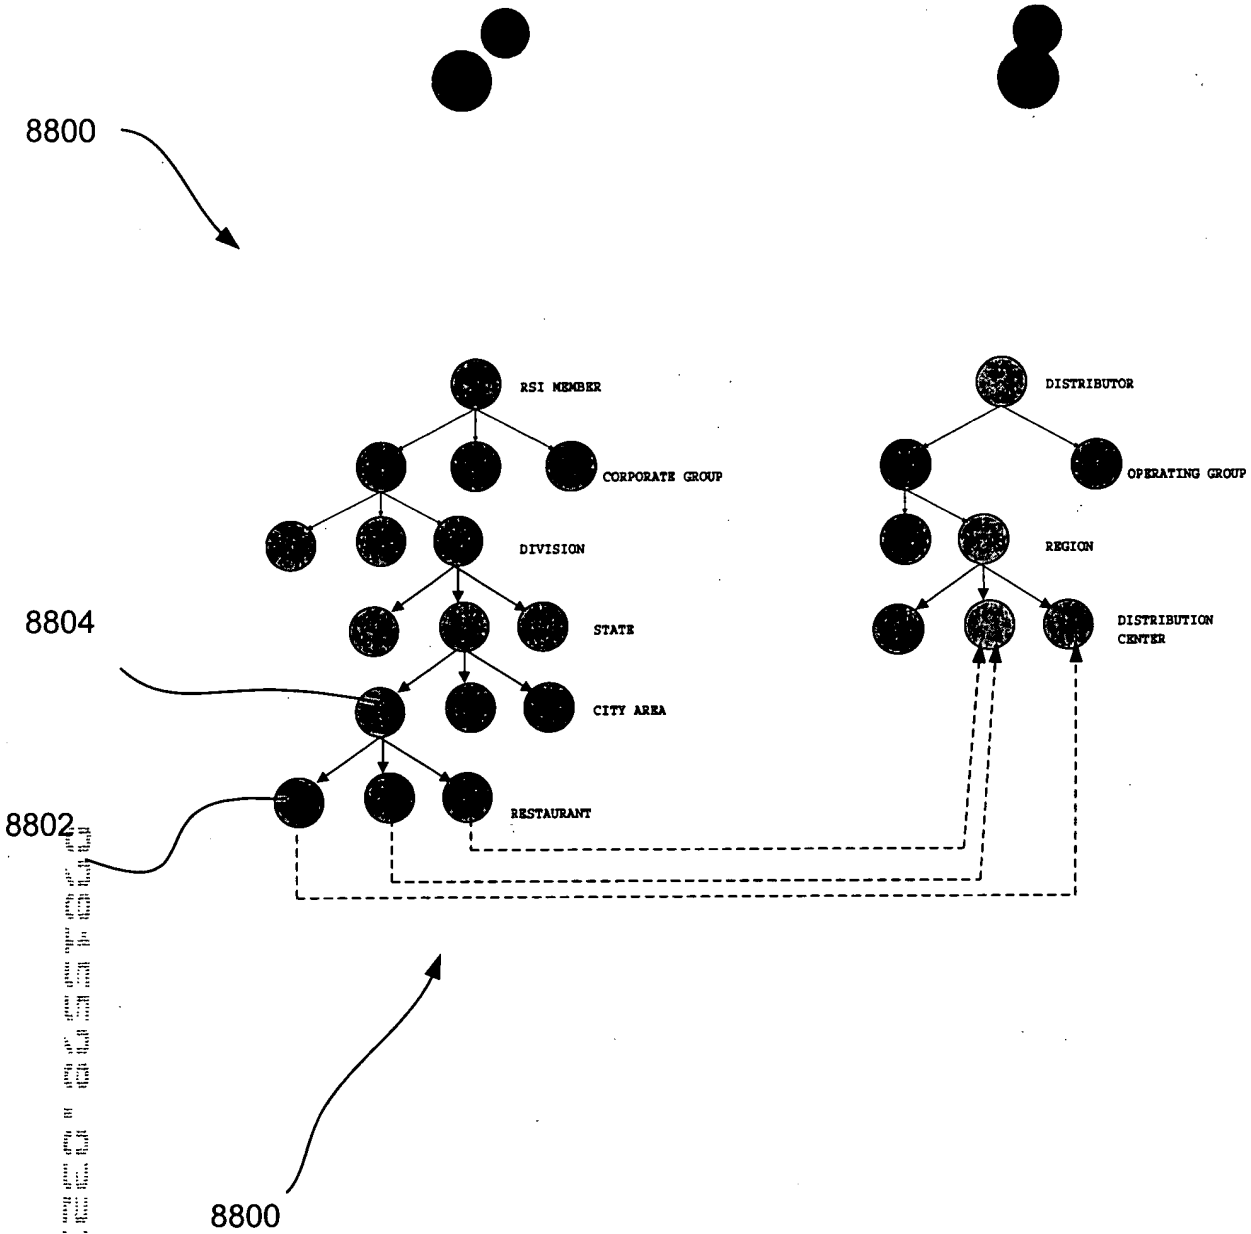 8800
RSI MEMBER
DISTRIBUTOR
CORPORATE GROUP
OPERATING GROUP
DIVISION
REGION
8804
STATE
DISTRIBUTION
CENTER
CITY AREA
8802
RESTAURANT
8800